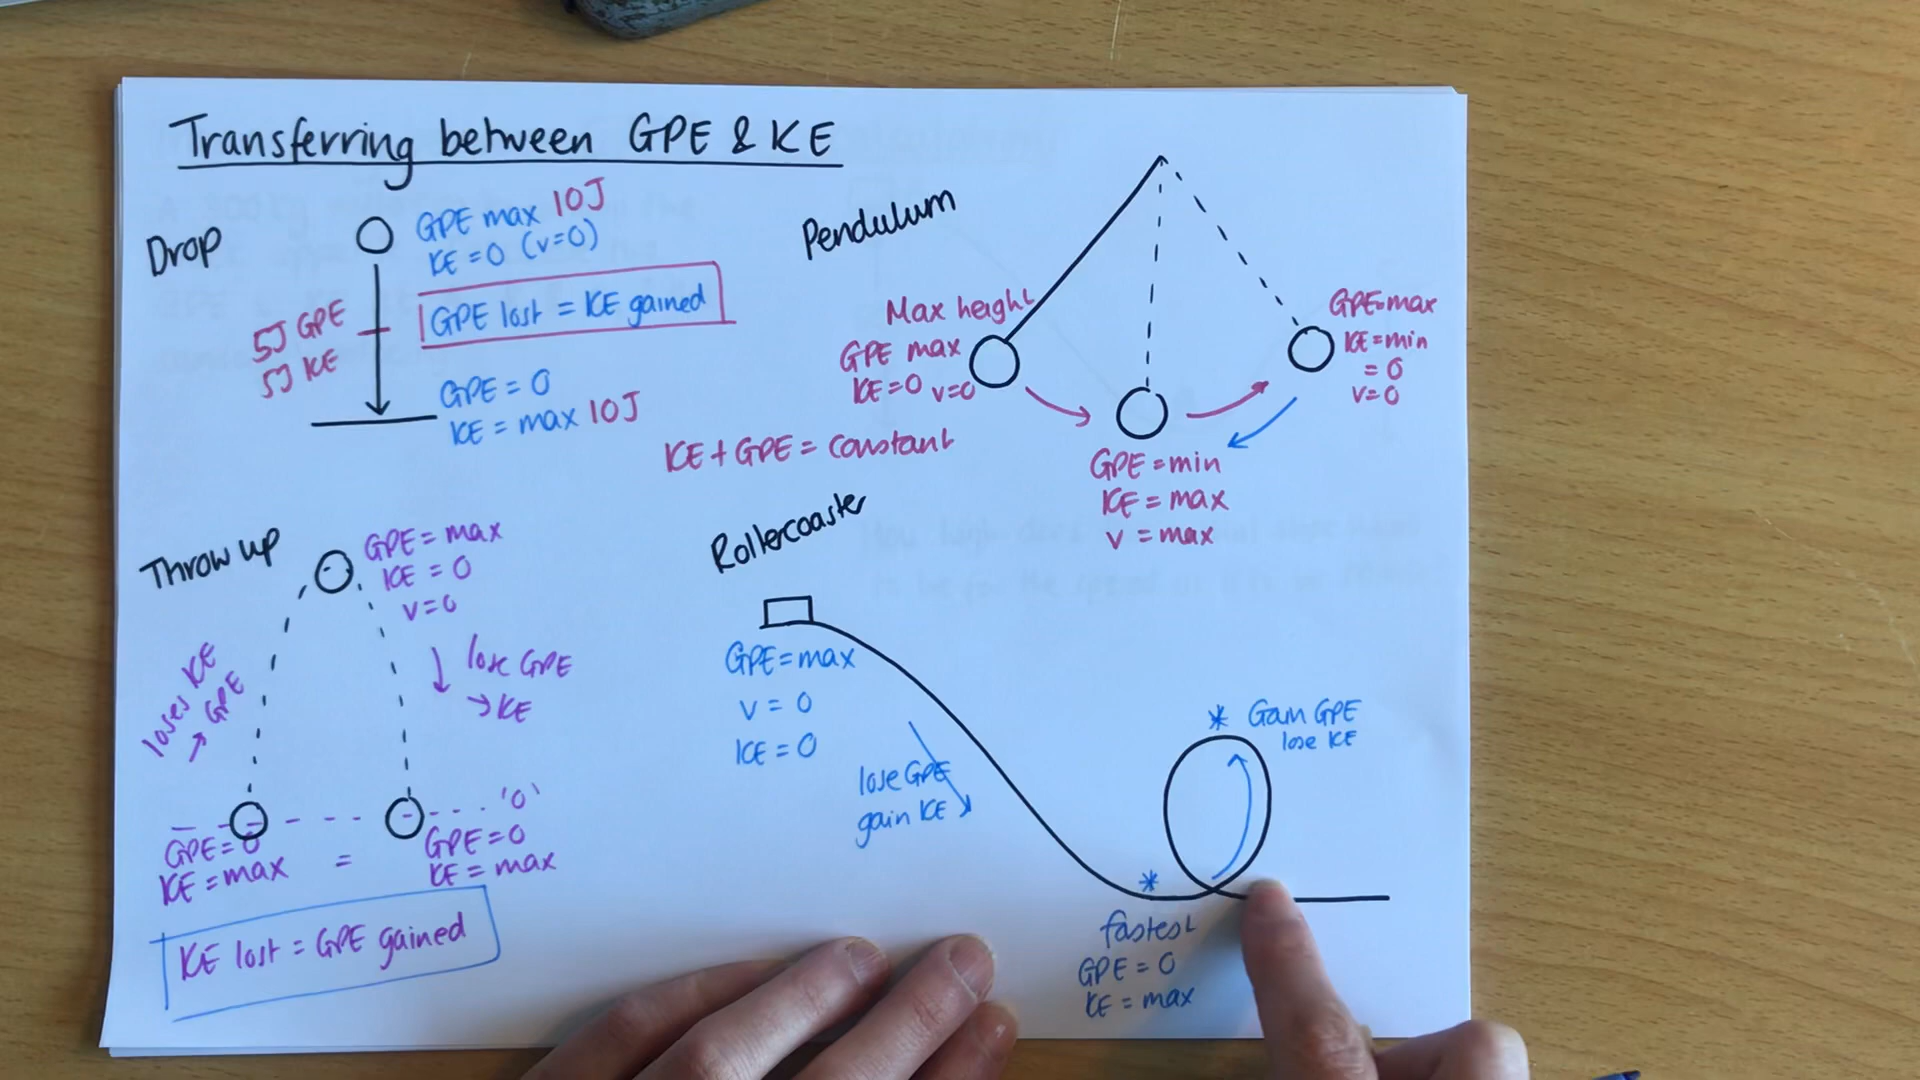 Transferring between GPE & KE
Drop
GPE max 10J
KE = 0 (v=0)
GPE lost = KE gained
5J GPE
5J KE
GPE = 0
KE = max 10J
Pendulum
Max height
GPE max
KE=0 v=0
GPE=max
KE=min
= 0
v=0
GPE=min
KE = max
v = max
KE + GPE = constant
Throw up
GPE = max
KE = 0
v=0
loses KE
→ GPE
↓ lose GPE
→ KE
'0'
GPE=0
KE = max
=
GPE=0
KE = max
KE lost = GPE gained
Rollercoaster
GPE=max
v = 0
KE=0
lose GPE
gain KE
* Gain GPE
lose KE
*
fastest
GPE = 0
KE = max